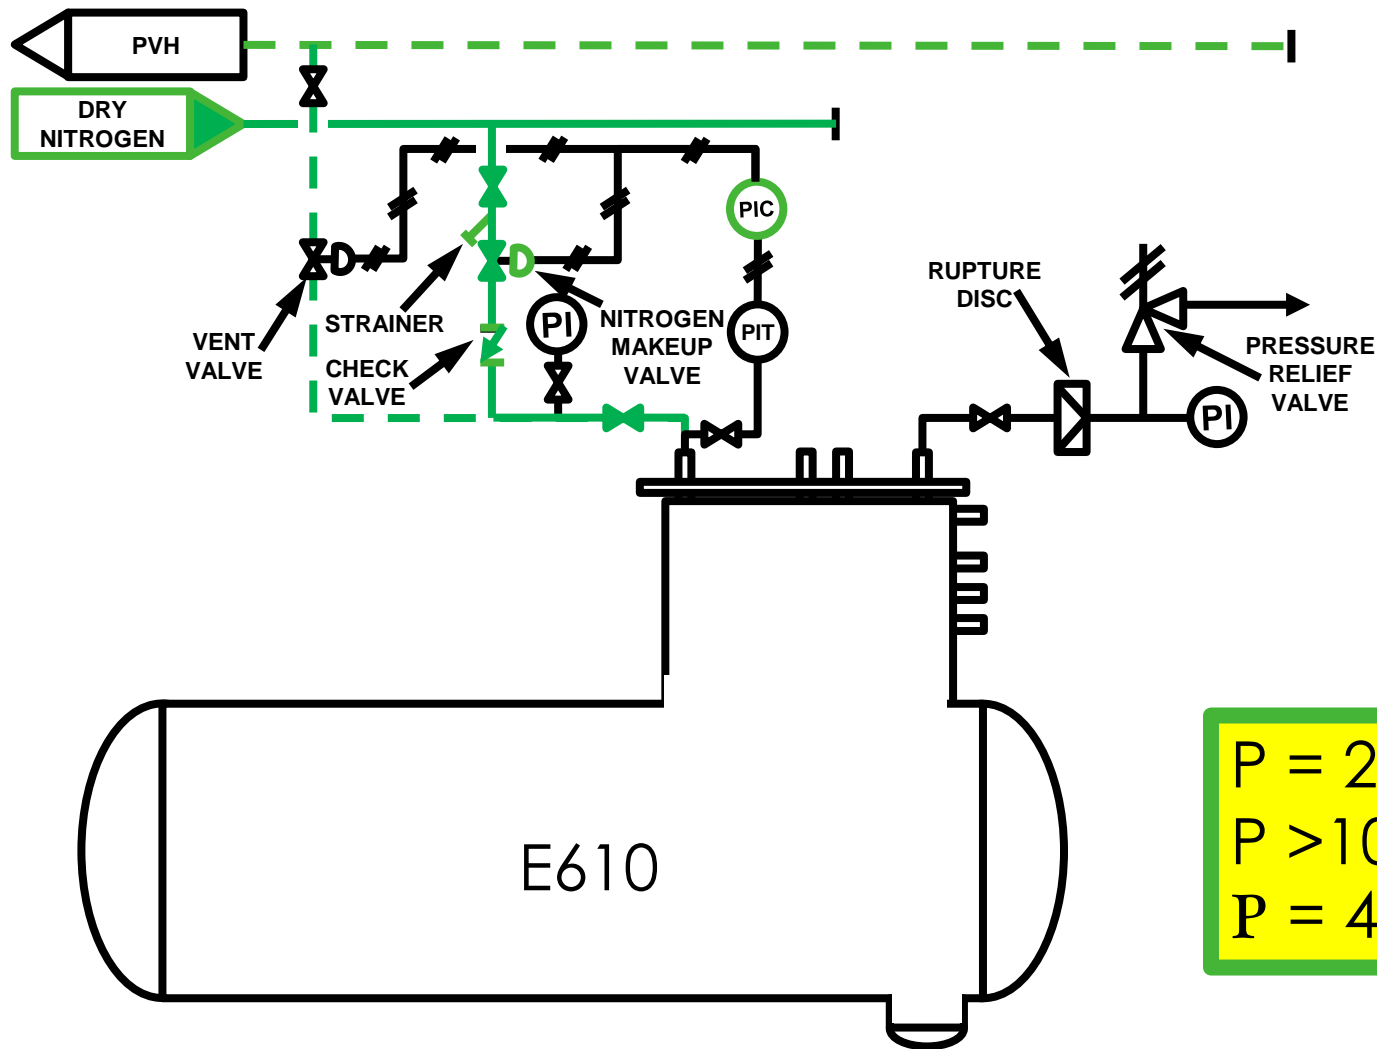 PVH
DRY
NITROGEN
PIC
RUPTURE
DISC
STRAINER
PI
NITROGEN
MAKEUP
VALVE
PIT
VENT
VALVE
CHECK
VALVE
PRESSURE
RELIEF
VALVE
PI
P = 2
P >10
P = 4
E610